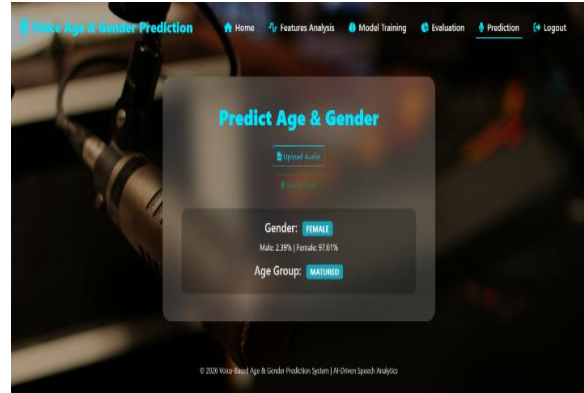 Voice Age & Gender Prediction
Home Features Analysis Model Training Evaluation Prediction Logout
Predict Age & Gender
Upload Audio
Gender: FEMALE
Male: 2.39% | Female: 97.61%
Age Group: MATURED
© 2026 Voice-Based Age & Gender Prediction System | AI-Driven Speech Analytics